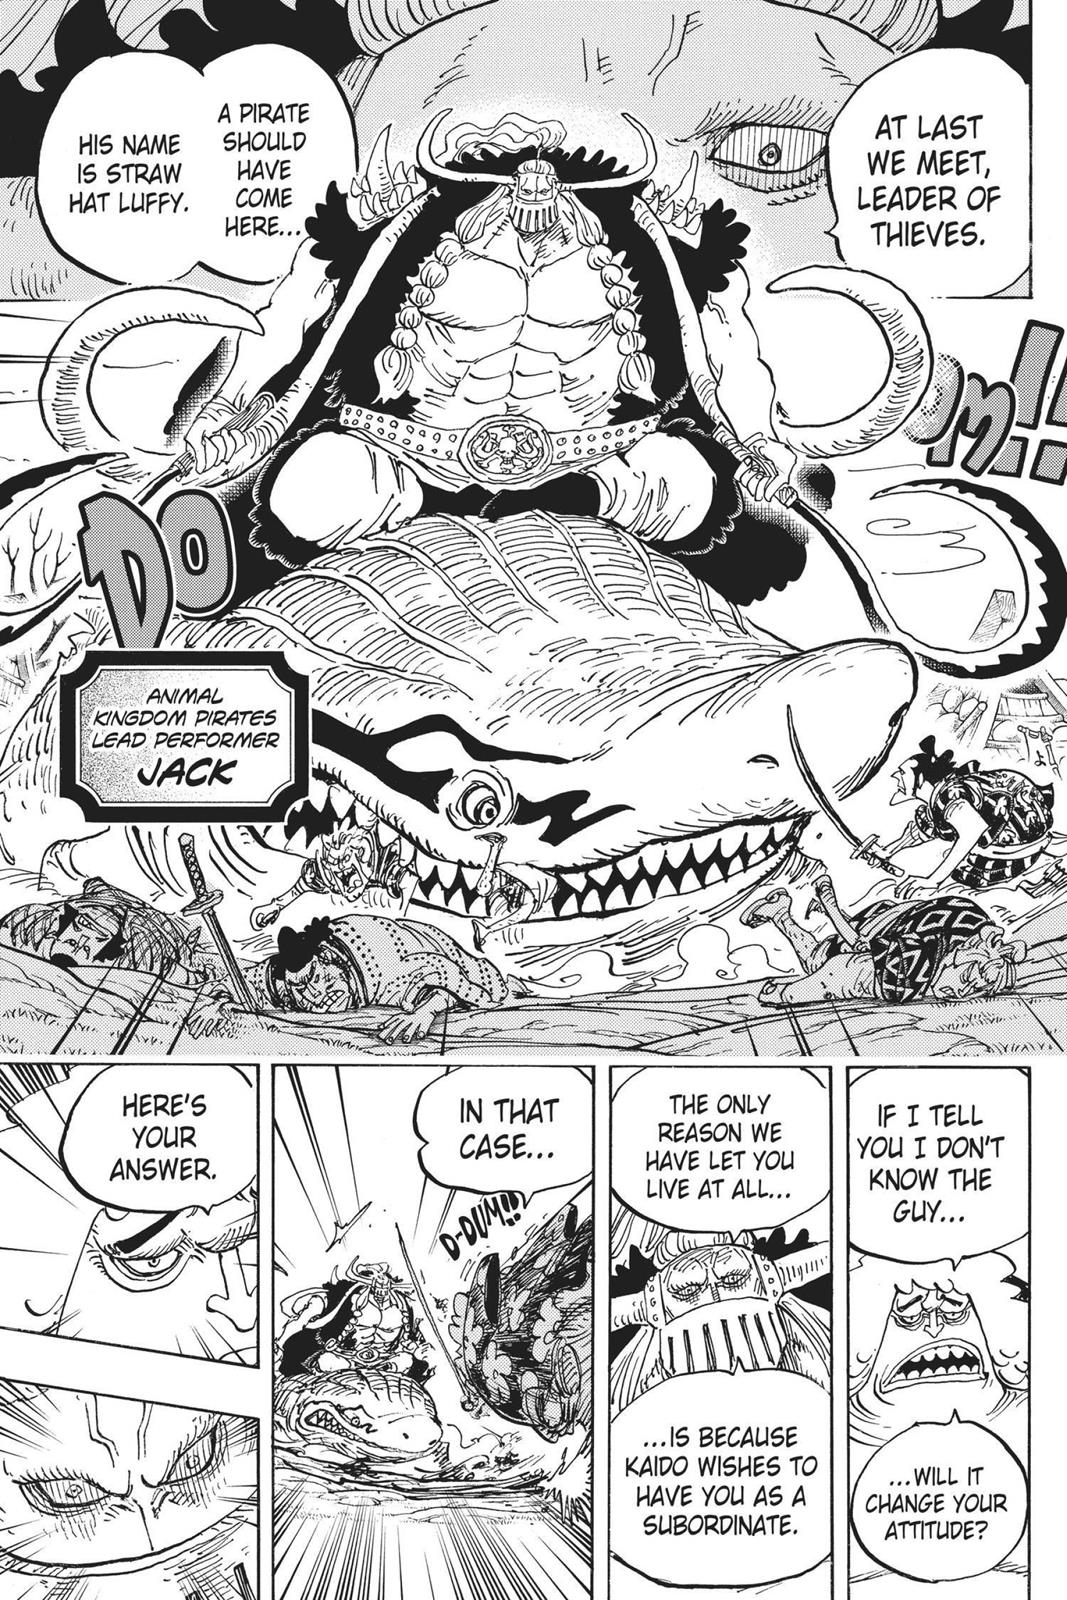 AT LAST
WE MEET,
LEADER OF
THIEVES.
A PIRATE
SHOULD
HAVE
COME
HERE...
HIS NAME
IS STRAW
HAT LUFFY.
DO
OM!!
ANIMAL
KINGDOM PIRATES
LEAD PERFORMER
JACK
IF I TELL
YOU I DON'T
KNOW THE
GUY...
...WILL IT
CHANGE YOUR
ATTITUDE?
THE ONLY
REASON WE
HAVE LET YOU
LIVE AT ALL...
...IS BECAUSE
KAIDO WISHES TO
HAVE YOU AS A
SUBORDINATE.
IN THAT
CASE...
D-DUM!!
HERE'S
YOUR
ANSWER.